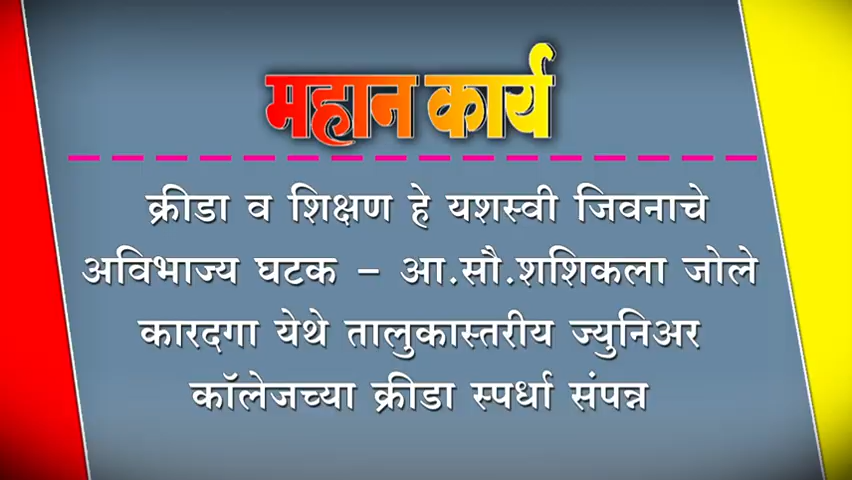 महान कार्य
क्रीडा व शिक्षण हे यशस्वी जिवनाचे
अविभाज्य घटक – आ.सौ.शशिकला जोले
कारदगा येथे तालुकास्तरीय ज्युनिअर
कॉलेजच्या क्रीडा स्पर्धा संपन्न